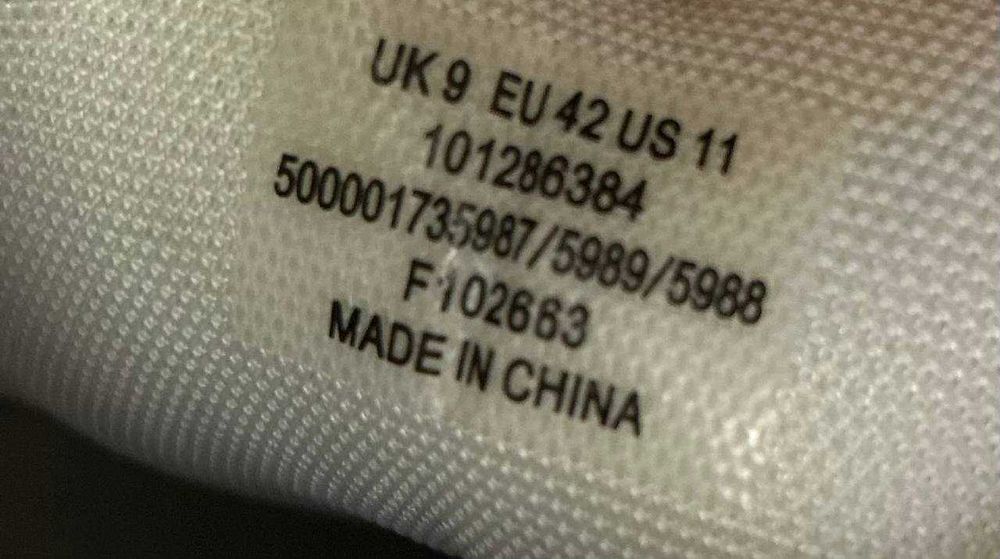 UK 9 EU 42 US 11
101286384
500001735987/5989/5988
F102663
MADE IN CHINA